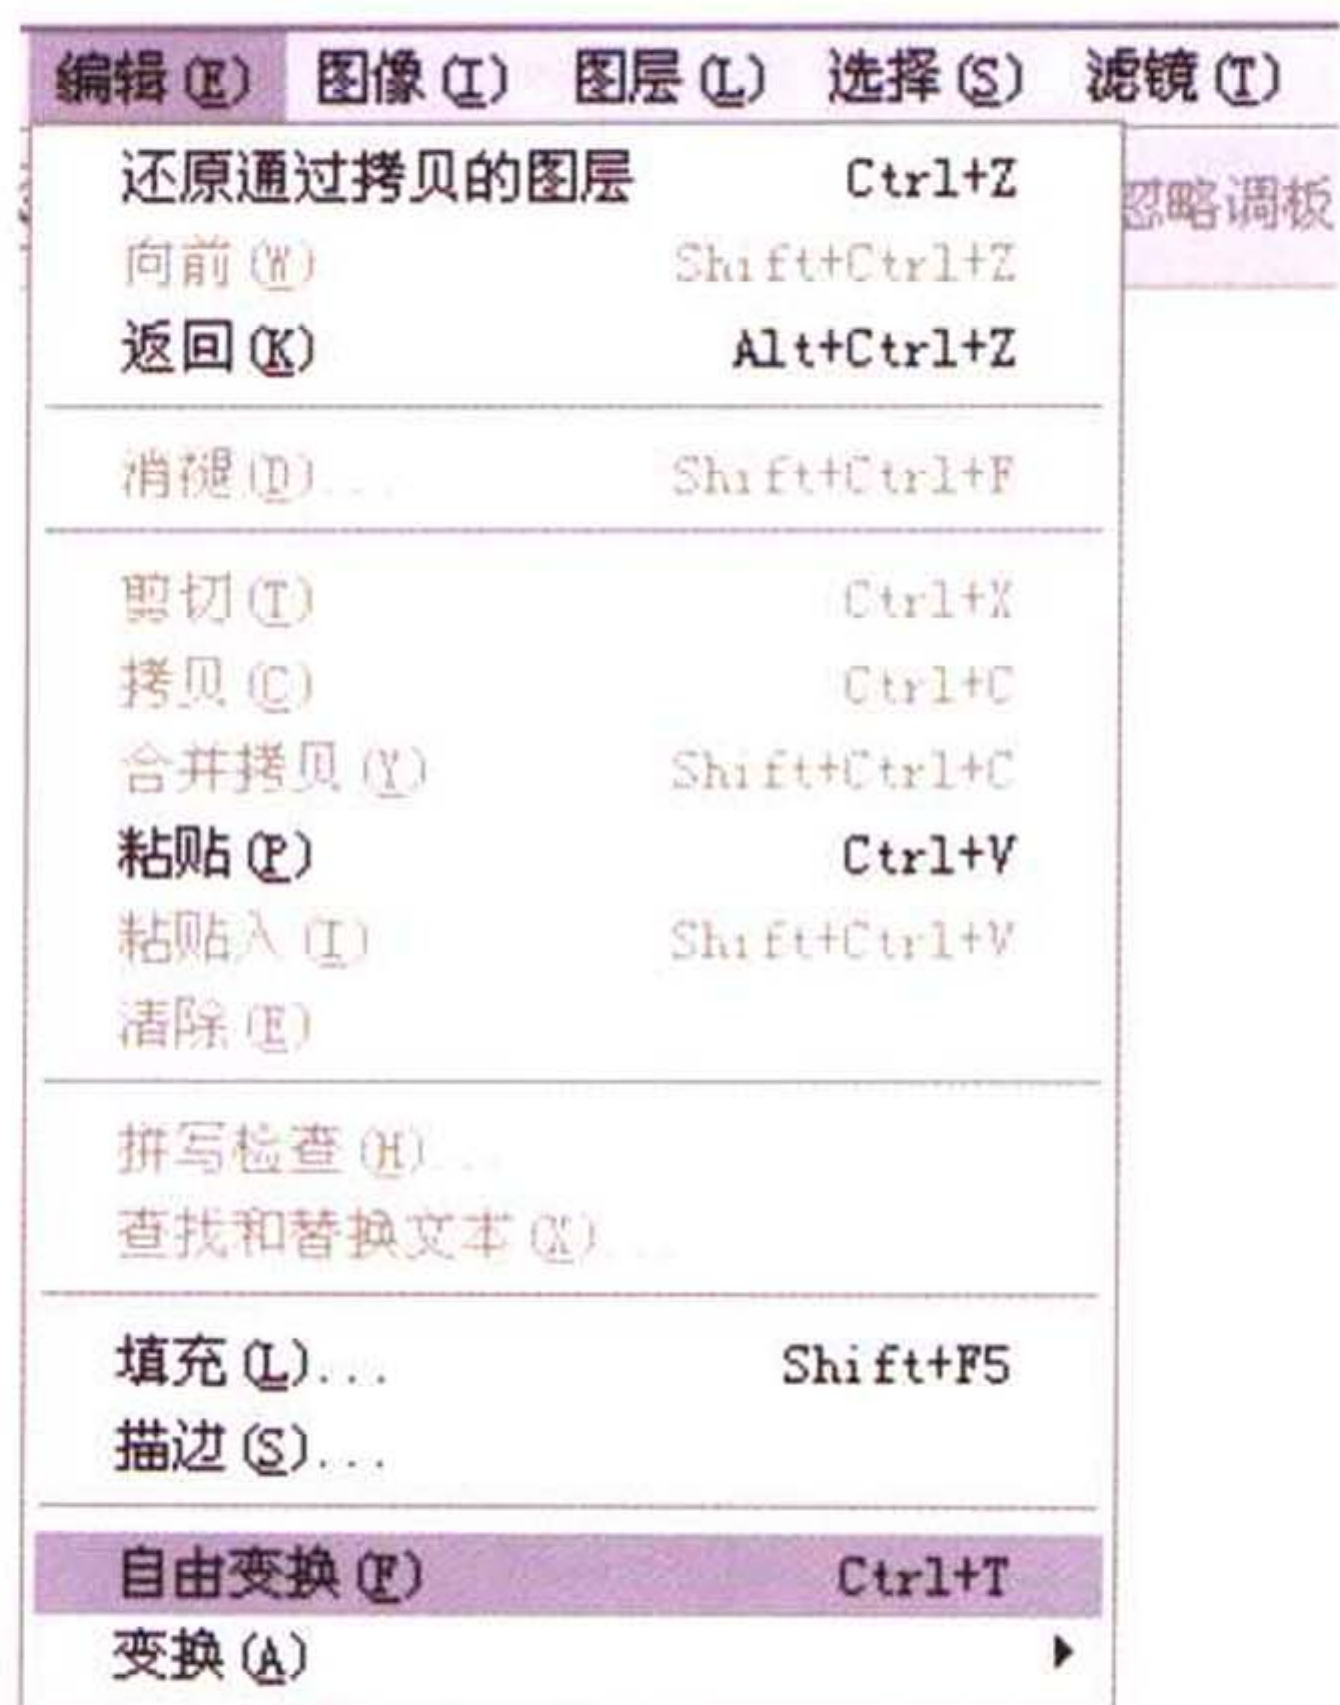 编辑(E) 图像(I) 图层(L) 选择(S) 滤镜(T)
还原通过拷贝的图层 Ctrl+Z
忽略调板
向前(W) Shift+Ctrl+Z
返回(K) Alt+Ctrl+Z
消褪(D)... Shift+Ctrl+F
剪切(T) Ctrl+X
拷贝(C) Ctrl+C
合并拷贝(Y) Shift+Ctrl+C
粘贴(P) Ctrl+V
粘贴入(I) Shift+Ctrl+V
清除(E)
拼写检查(H)...
查找和替换文本(X)...
填充(L)... Shift+F5
描边(S)...
自由变换(F) Ctrl+T
变换(A)